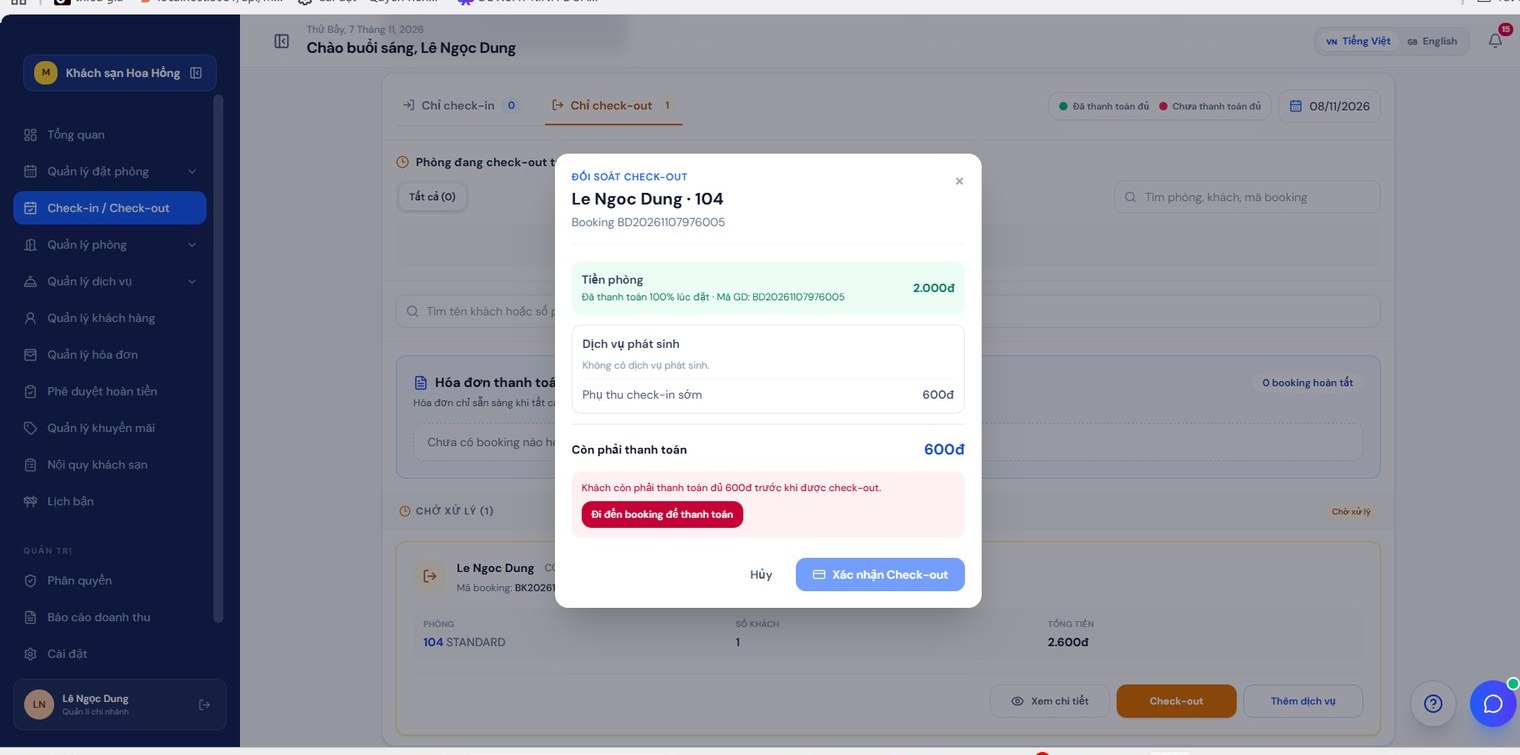 Thứ Bảy, 7 Tháng 11, 2026
Chào buổi sáng, Lê Ngọc Dung
VN Tiếng Việt GB English
15
M Khách sạn Hoa Hồng
Tổng quan
Quản lý đặt phòng
Check-in / Check-out
Quản lý phòng
Quản lý dịch vụ
Quản lý khách hàng
Quản lý hóa đơn
Phê duyệt hoàn tiền
Quản lý khuyến mãi
Nội quy khách sạn
Lịch bận
QUẢN TRỊ
Phân quyền
Báo cáo doanh thu
Cài đặt
LN Lê Ngọc Dung
Quản lí chi nhánh
Chỉ check-in 0 Chỉ check-out 1
Đã thanh toán đủ Chưa thanh toán đủ 08/11/2026
Phòng đang check-out
Tất cả (0)
Tìm phòng, khách, mã booking
Tìm tên khách hoặc số
Hóa đơn thanh
0 booking hoàn tất
Hóa đơn chỉ sẵn sàng khi tất
Chưa có booking nào
CHỜ XỬ LÝ (1)
Chờ xử lý
Le Ngoc Dung
Mã booking: BK20261
PHÒNG SỐ KHÁCH TỔNG TIỀN
104 STANDARD 1 2.600đ
Xem chi tiết Check-out Thêm dịch vụ
ĐỐI SOÁT CHECK-OUT
Le Ngoc Dung · 104
Booking BD20261107976005
Tiền phòng
2.000đ
Đã thanh toán 100% lúc đặt · Mã GD: BD20261107976005
Dịch vụ phát sinh
Không có dịch vụ phát sinh.
Phụ thu check-in sớm 600đ
Còn phải thanh toán 600đ
Khách còn phải thanh toán đủ 600đ trước khi được check-out.
Đi đến booking để thanh toán
Hủy Xác nhận Check-out